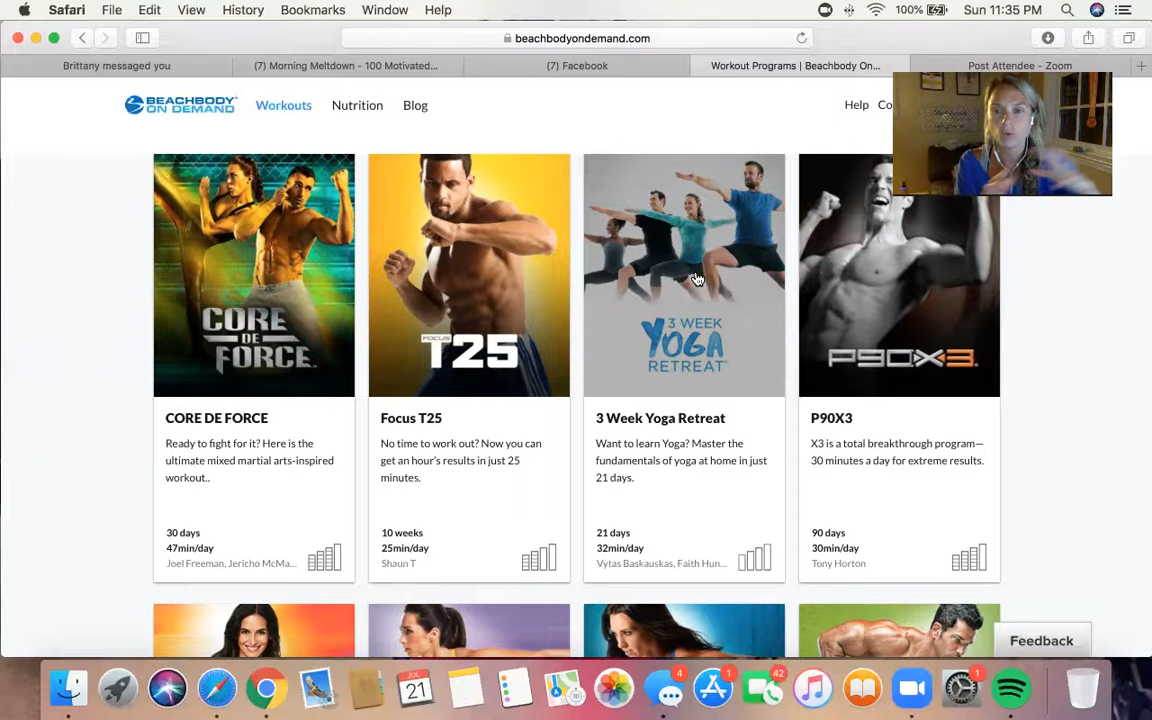 Safari File Edit View History Bookmarks Window Help 100% Sun 11:35 PM
beachbodyondemand.com
Brittany messaged you (7) Morning Meltdown - 100 Motivated... (7) Facebook Workout Programs | Beachbody On... Post Attendee - Zoom
BEACHBODY ON DEMAND Workouts Nutrition Blog Help Co
CORE DE FORCE
FOCUS T25
3 WEEK YOGA RETREAT
P90X3
CORE DE FORCE
Ready to fight for it? Here is the
ultimate mixed martial arts-inspired
workout..
30 days
47min/day
Joel Freeman, Jericho McMa...
Focus T25
No time to work out? Now you can
get an hour's results in just 25
minutes.
10 weeks
25min/day
Shaun T
3 Week Yoga Retreat
Want to learn Yoga? Master the
fundamentals of yoga at home in just
21 days.
21 days
32min/day
Vytas Baskauskas, Faith Hun...
P90X3
X3 is a total breakthrough program—
30 minutes a day for extreme results.
90 days
30min/day
Tony Horton
Feedback
JUL
21
4
1
42
1